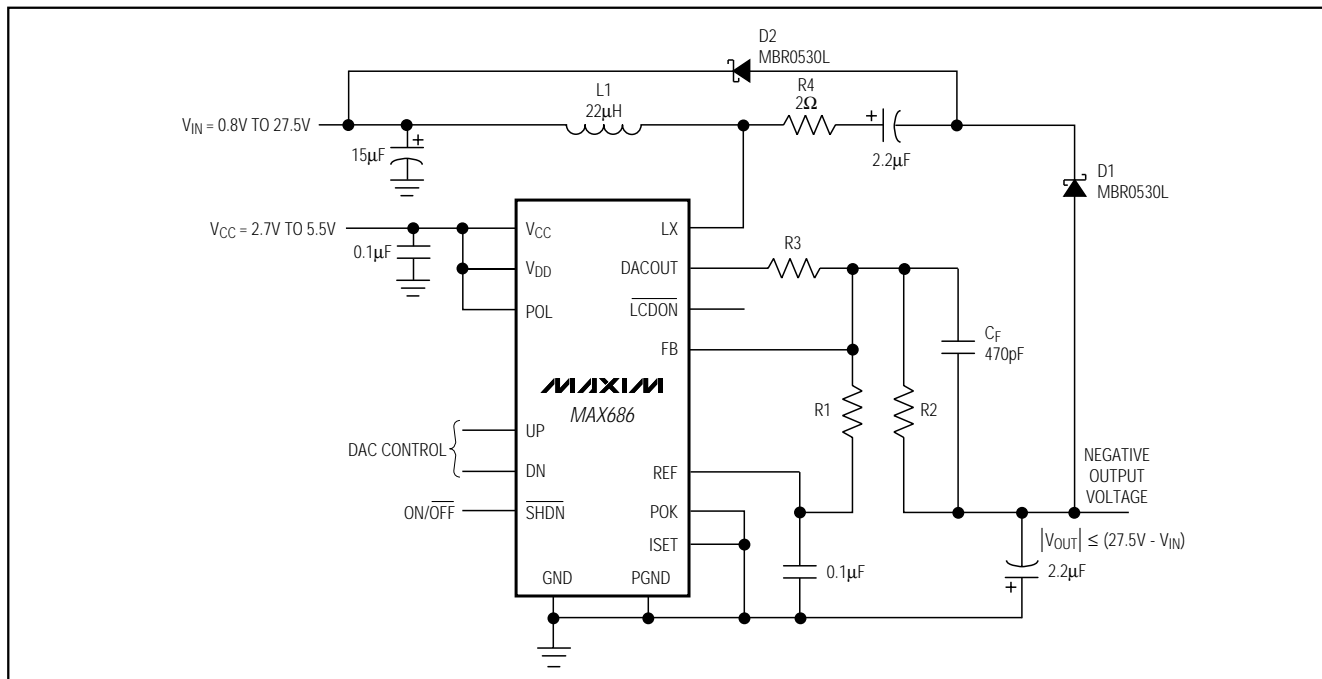 D2
MBR0530L
L1
22µH
R4
2Ω
VIN = 0.8V TO 27.5V
+
15µF
+
2.2µF
D1
MBR0530L
VCC = 2.7V TO 5.5V
0.1µF
VCC
VDD
POL
LX
DACOUT
LCDON
FB
R3
CF
470pF
MAXIM
MAX686
R1
R2
DAC CONTROL
UP
DN
ON/OFF
SHDN
REF
POK
ISET
GND
PGND
0.1µF
NEGATIVE
OUTPUT
VOLTAGE
|VOUT| ≤ (27.5V - VIN)
2.2µF
+